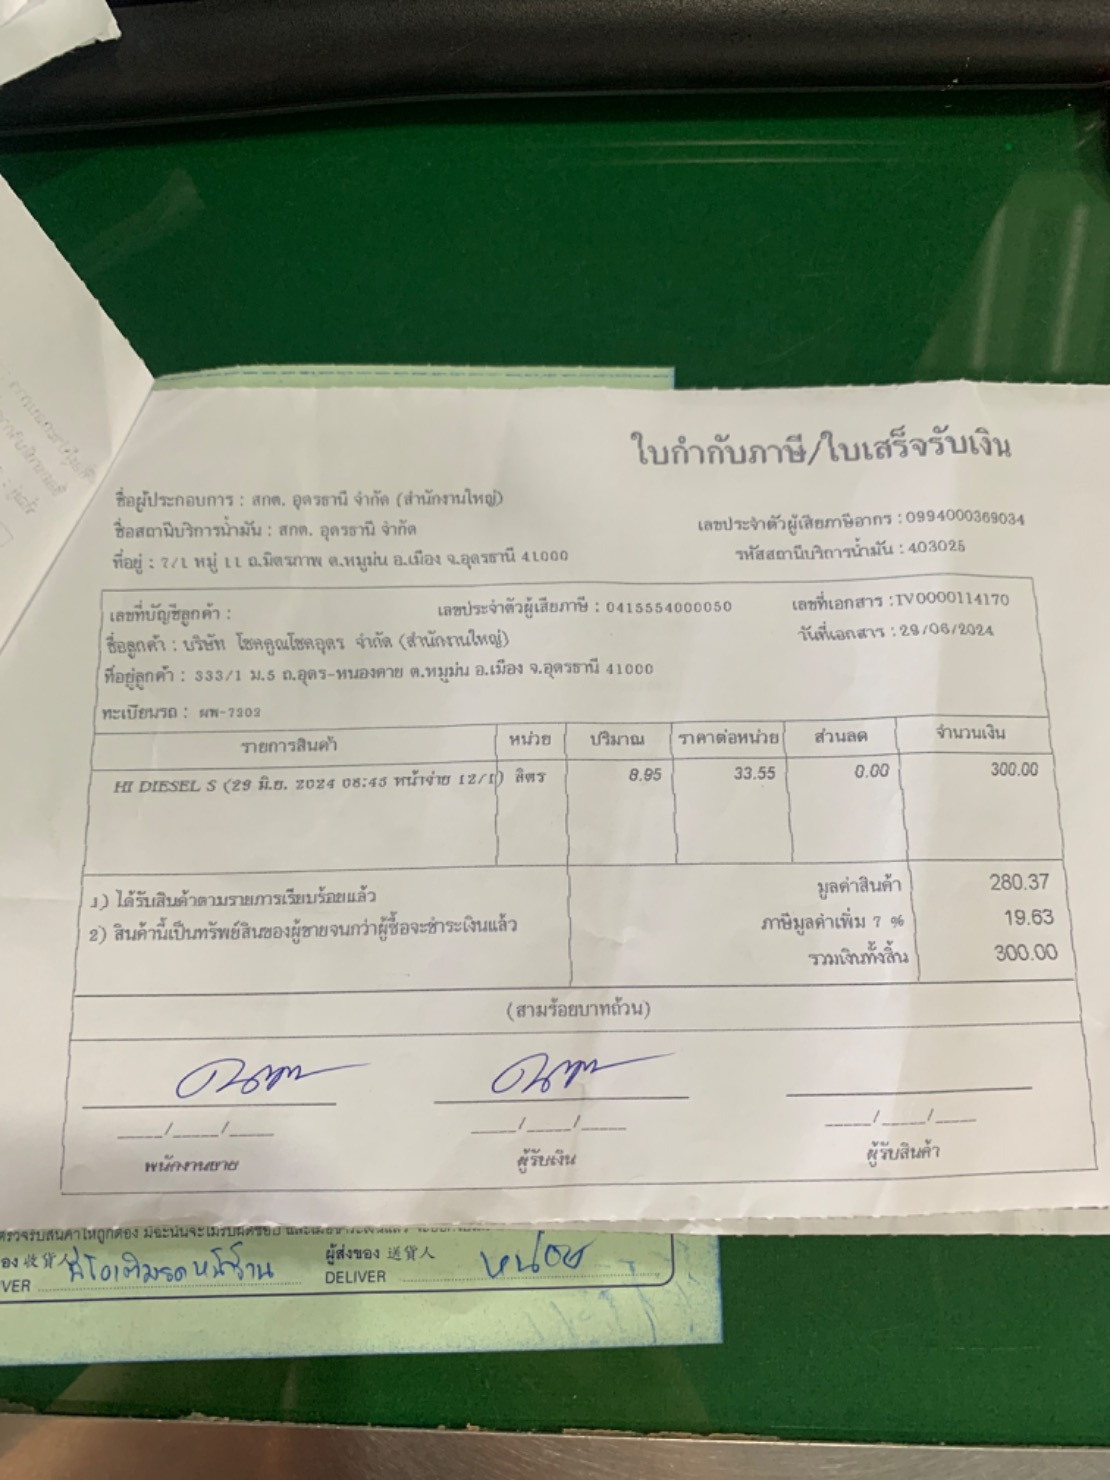 ใบกำกับภาษี/ใบเสร็จรับเงิน
ชื่อผู้ประกอบการ : สกต. อุดรธานี จำกัด (สำนักงานใหญ่)
ชื่อสถานีบริการน้ำมัน : สกต. อุดรธานี จำกัด
เลขประจำตัวผู้เสียภาษีอากร : 0994000369034
ที่อยู่ : 7/1 หมู่ 11 ถ.มิตรภาพ ต.หมูม่น อ.เมือง จ.อุดรธานี 41000
รหัสสถานีบริการน้ำมัน : 403025
เลขที่บัญชีลูกค้า : เลขประจำตัวผู้เสียภาษี : 0415554000050 เลขที่เอกสาร : IV0000114170
ชื่อลูกค้า : บริษัท โชคคูณโชคอุดร จำกัด (สำนักงานใหญ่) วันที่เอกสาร : 29/06/2024
ที่อยู่ลูกค้า : 333/1 ม.5 ถ.อุดร-หนองคาย ต.หมูม่น อ.เมือง จ.อุดรธานี 41000
ทะเบียนรถ : ผพ-7202
รายการสินค้า หน่วย ปริมาณ ราคาต่อหน่วย ส่วนลด จำนวนเงิน
HI DIESEL S (29 มิ.ย. 2024 08:45 หน้าจ่าย 12/1) ลิตร 8.95 33.55 0.00 300.00
1) ได้รับสินค้าตามรายการเรียบร้อยแล้ว
2) สินค้านี้เป็นทรัพย์สินของผู้ขายจนกว่าผู้ซื้อจะชำระเงินแล้ว
มูลค่าสินค้า 280.37
ภาษีมูลค่าเพิ่ม 7 % 19.63
รวมเงินทั้งสิ้น 300.00
(สามร้อยบาทถ้วน)
____/____/____ ____/____/____ ____/____/____
พนักงานขาย ผู้รับเงิน ผู้รับสินค้า
ของ 收貨人 ผู้ส่งของ 送貨人 หน่อย
VER DELIVER